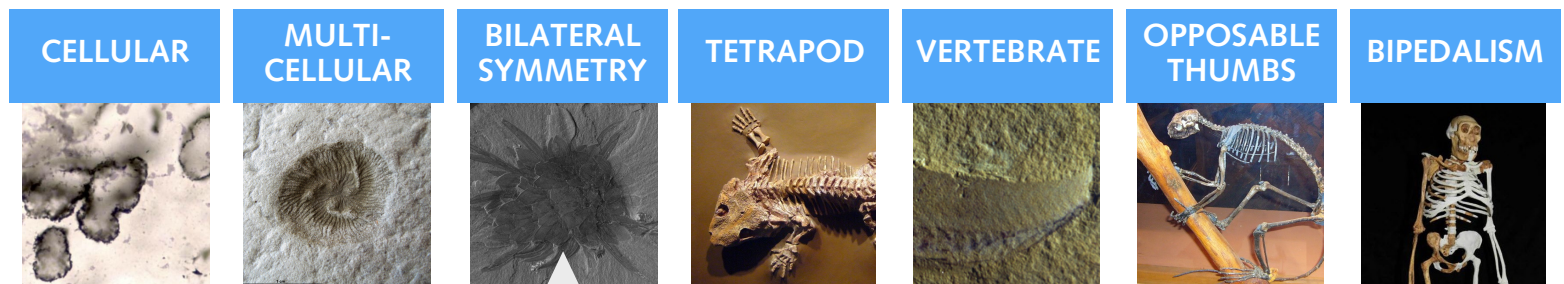 CELLULAR
MULTI-
CELLULAR
BILATERAL
SYMMETRY
TETRAPOD
VERTEBRATE
OPPOSABLE
THUMBS
BIPEDALISM